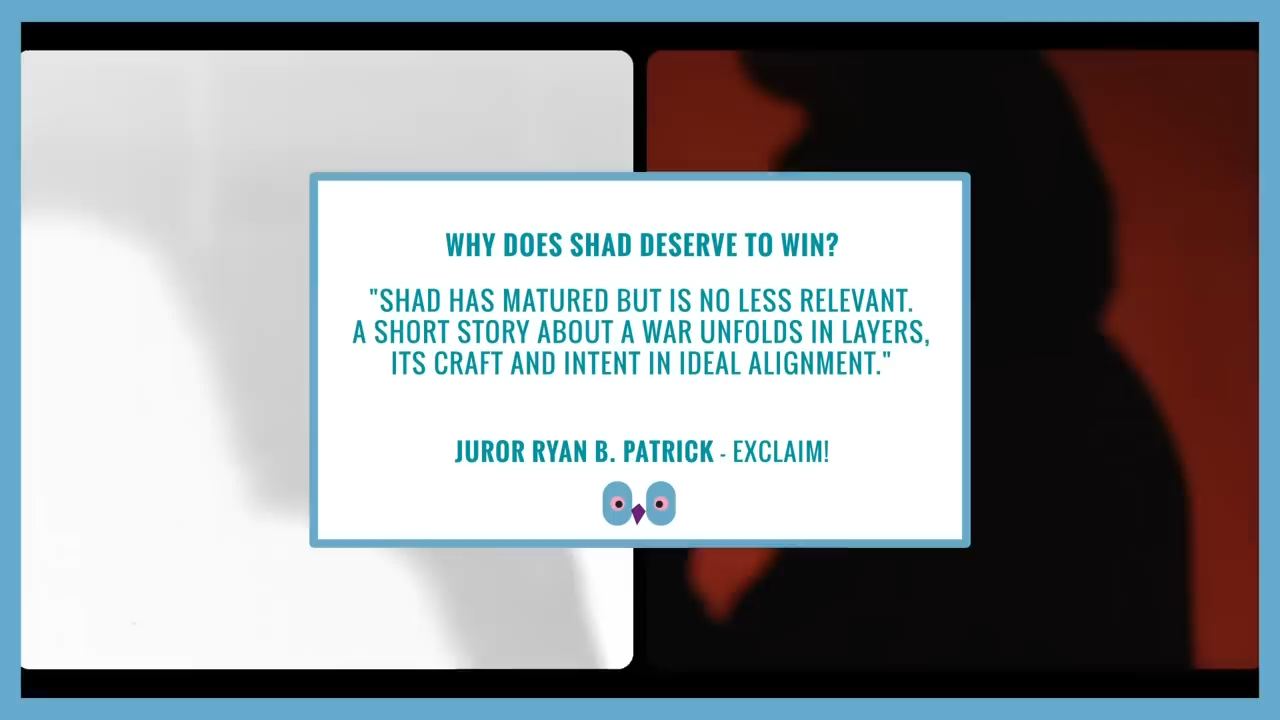 WHY DOES SHAD DESERVE TO WIN?
"SHAD HAS MATURED BUT IS NO LESS RELEVANT.
A SHORT STORY ABOUT A WAR UNFOLDS IN LAYERS,
ITS CRAFT AND INTENT IN IDEAL ALIGNMENT."
JUROR RYAN B. PATRICK - EXCLAIM!